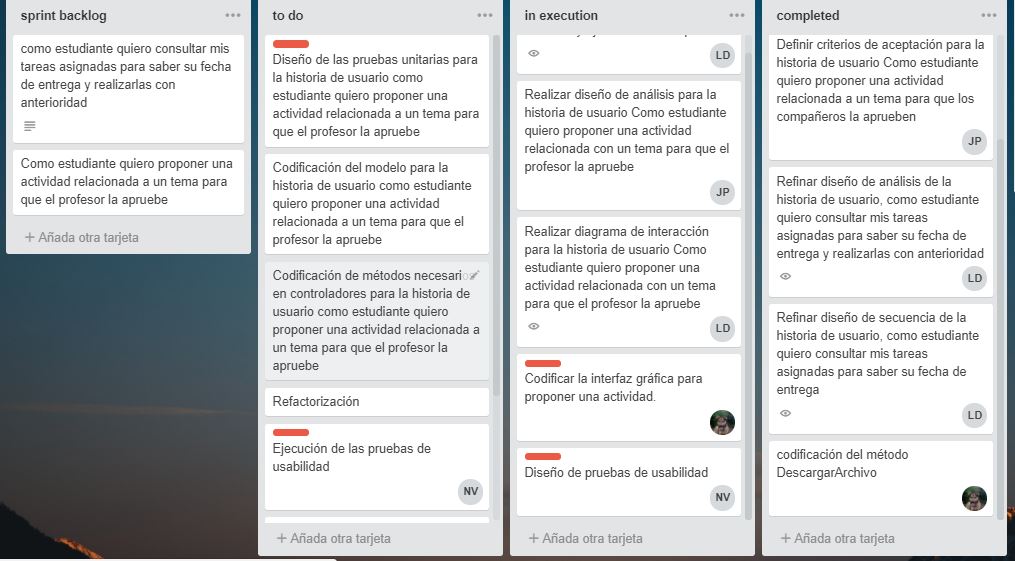 sprint backlog
como estudiante quiero consultar mis
tareas asignadas para saber su fecha
de entrega y realizarlas con
anterioridad
Como estudiante quiero proponer una
actividad relacionada a un tema para
que el profesor la apruebe
+ Añada otra tarjeta
to do
Diseño de las pruebas unitarias para
la historia de usuario como
estudiante quiero proponer una
actividad relacionada a un tema para
que el profesor la apruebe
Codificación del modelo para la
historia de usuario como estudiante
quiero proponer una actividad
relacionada a un tema para que el
profesor la apruebe
Codificación de métodos necesarios
en controladores para la historia de
usuario como estudiante quiero
proponer una actividad relacionada a
un tema para que el profesor la
apruebe
Refactorización
Ejecución de las pruebas de
usabilidad
NV
+ Añada otra tarjeta
in execution
LD
Realizar diseño de análisis para la
historia de usuario Como estudiante
quiero proponer una actividad
relacionada con un tema para que el
profesor la apruebe
JP
Realizar diagrama de interacción
para la historia de usuario Como
estudiante quiero proponer una
actividad relacionada con un tema
para que el profesor la apruebe
LD
Codificar la interfaz gráfica para
proponer una actividad.
Diseño de pruebas de usabilidad
NV
+ Añada otra tarjeta
completed
Definir criterios de aceptación para la
historia de usuario Como estudiante
quiero proponer una actividad
relacionada a un tema para que los
compañeros la aprueben
JP
Refinar diseño de análisis de la
historia de usuario, como estudiante
quiero consultar mis tareas
asignadas para saber su fecha de
entrega y realizarlas con anterioridad
LD
Refinar diseño de secuencia de la
historia de usuario, como estudiante
quiero consultar mis tareas
asignadas para saber su fecha de
entrega
LD
codificación del método
DescargarArchivo
+ Añada otra tarjeta